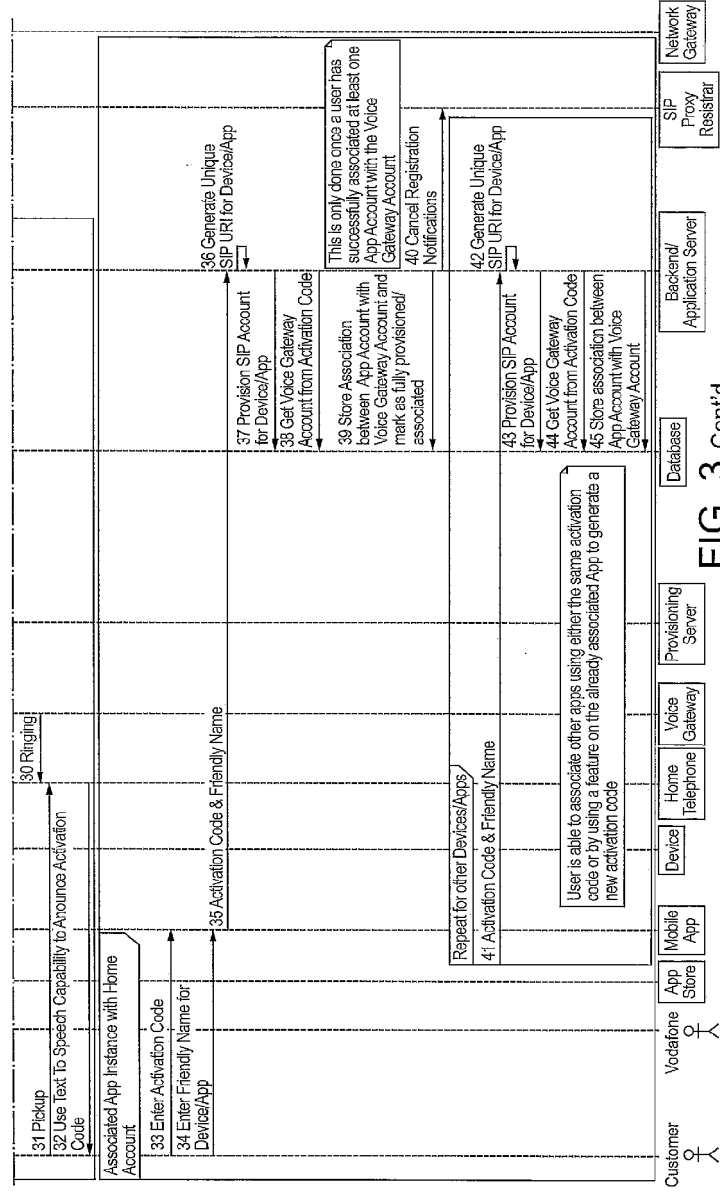 30 Ringing
31 Pickup
32 Use Text To Speech Capability to Anounce Activation
Code
Associated App Instance with Home
Account
33 Enter Activation Code
34 Enter Friendly Name for
Device/App
35 Activation Code & Friendly Name
36 Generate Unique
SIP URI for Device/App
37 Provision SIP Account
for Device/App
38 Get Voice Gateway
Account from Activation Code
39 Store Association
between App Account with
Voice Gateway Account and
mark as fully provisioned/
associated
This is only done once a user has
successfully associated at least one
App Account with the Voice
Gateway Account
40 Cancel Registration
Notifications
Repeat for other Devices/Apps
41 Activation Code & Friendly Name
42 Generate Unique
SIP URI for Device/App
43 Provision SIP Account
for Device/App
44 Get Voice Gateway
Account from Activation Code
45 Store association between
App Account with Voice
Gateway Account
User is able to associate other apps using either the same activation
code or by using a feature on the already associated App to generate a
new activation code
Customer
Vodafone
App
Store
Mobile
App
Device
Home
Telephone
Voice
Gateway
Provisioning
Server
Database
Backend/
Application Server
SIP
Proxy
Resistrar
Network
Gateway
FIG. 3 Cont'd